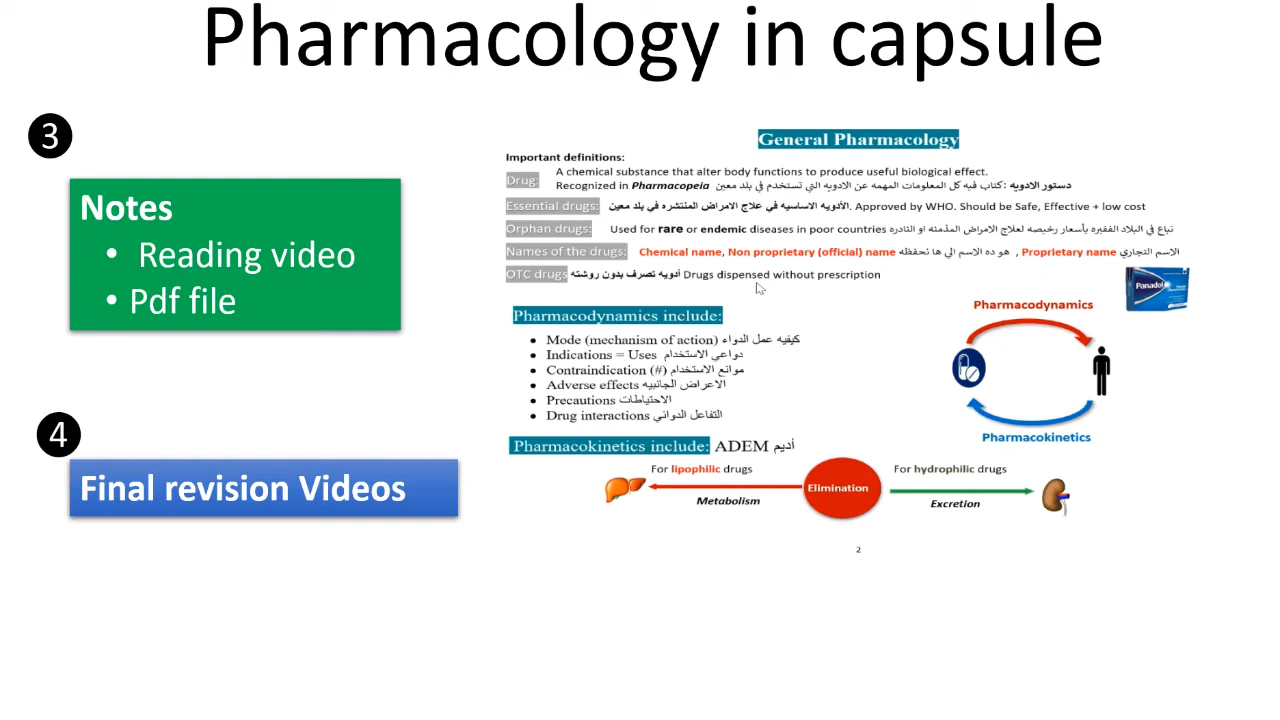 Pharmacology in capsule
3
Notes
• Reading video
• Pdf file
4
Final revision Videos
General Pharmacology
Important definitions:
Drug: A chemical substance that alter body functions to produce useful biological effect.
Recognized in Pharmacopeia دستور الادويه : كتاب فيه كل المعلومات المهمه عن الادويه التي تستخدم في بلد معين
Essential drugs: الأدويه الاساسيه في علاج الامراض المنتشره في بلد معين. Approved by WHO. Should be Safe, Effective + low cost
Orphan drugs: Used for rare or endemic diseases in poor countries تباع في البلاد الفقيره بأسعار رخيصه لعلاج الامراض المذمنه او النادره
Names of the drugs: Chemical name, Non proprietary (official) name هو ده الاسم الي ها نحفظه , Proprietary name الاسم التجاري
OTC drugs أدويه تصرف بدون روشته Drugs dispensed without prescription
Panadol
Pharmacodynamics include:
• Mode (mechanism of action) كيفيه عمل الدواء
• Indications = Uses دواعي الاستخدام
• Contraindication (#) موانع الاستخدام
• Adverse effects الاعراض الجانبيه
• Precautions الاحتياطات
• Drug interactions التفاعل الدوائي
Pharmacodynamics
Pharmacokinetics
Pharmacokinetics include: ADEM أديم
For lipophilic drugs
Metabolism
Elimination
For hydrophilic drugs
Excretion
2